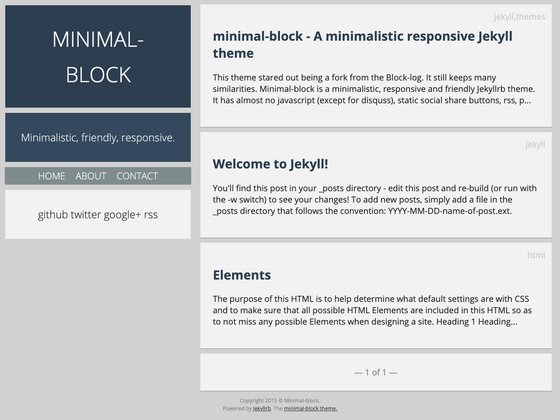 MINIMAL-
BLOCK
Minimalistic, friendly, responsive.
HOME ABOUT CONTACT
github twitter google+ rss
jekyll,themes
minimal-block - A minimalistic responsive Jekyll
theme
This theme stared out being a fork from the Block-log. It still keeps many
similarities. Minimal-block is a minimalistic, responsive and friendly Jekyllrb theme.
It has almost no javascript (except for disquss), static social share buttons, rss, p...
jekyll
Welcome to Jekyll!
You'll find this post in your _posts directory - edit this post and re-build (or run with
the -w switch) to see your changes! To add new posts, simply add a file in the
_posts directory that follows the convention: YYYY-MM-DD-name-of-post.ext.
html
Elements
The purpose of this HTML is to help determine what default settings are with CSS
and to make sure that all possible HTML Elements are included in this HTML so as
to not miss any possible Elements when designing a site. Heading 1 Heading...
— 1 of 1 —
Copyright 2015 © Minimal-block.
Powered by Jekyllrb. The minimal-block theme.